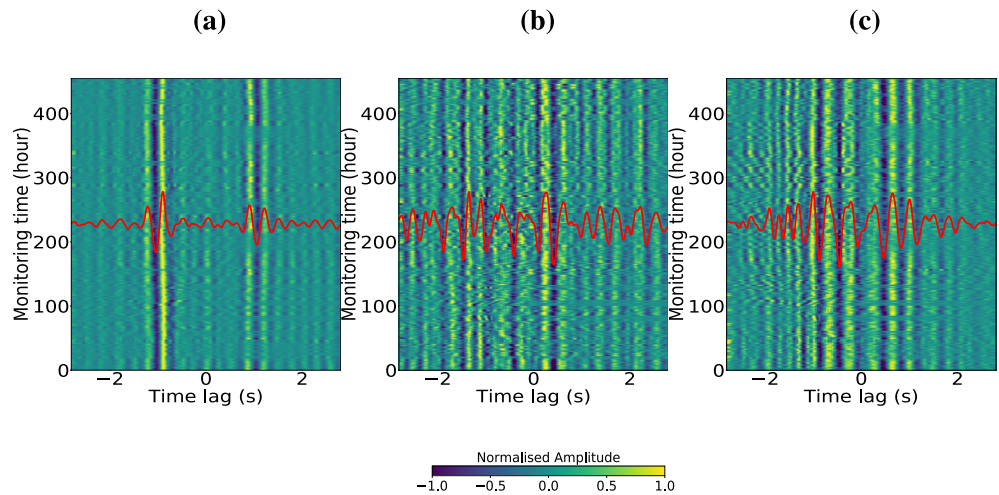 (a) (b) (c)
400 400 400
300 300 300
200 200 200
100 100 100
0 0 0
Monitoring time (hour) Monitoring time (hour) Monitoring time (hour)
−2 0 2 −2 0 2 −2 0 2
Time lag (s) Time lag (s) Time lag (s)
Normalised Amplitude
−1.0 −0.5 0.0 0.5 1.0